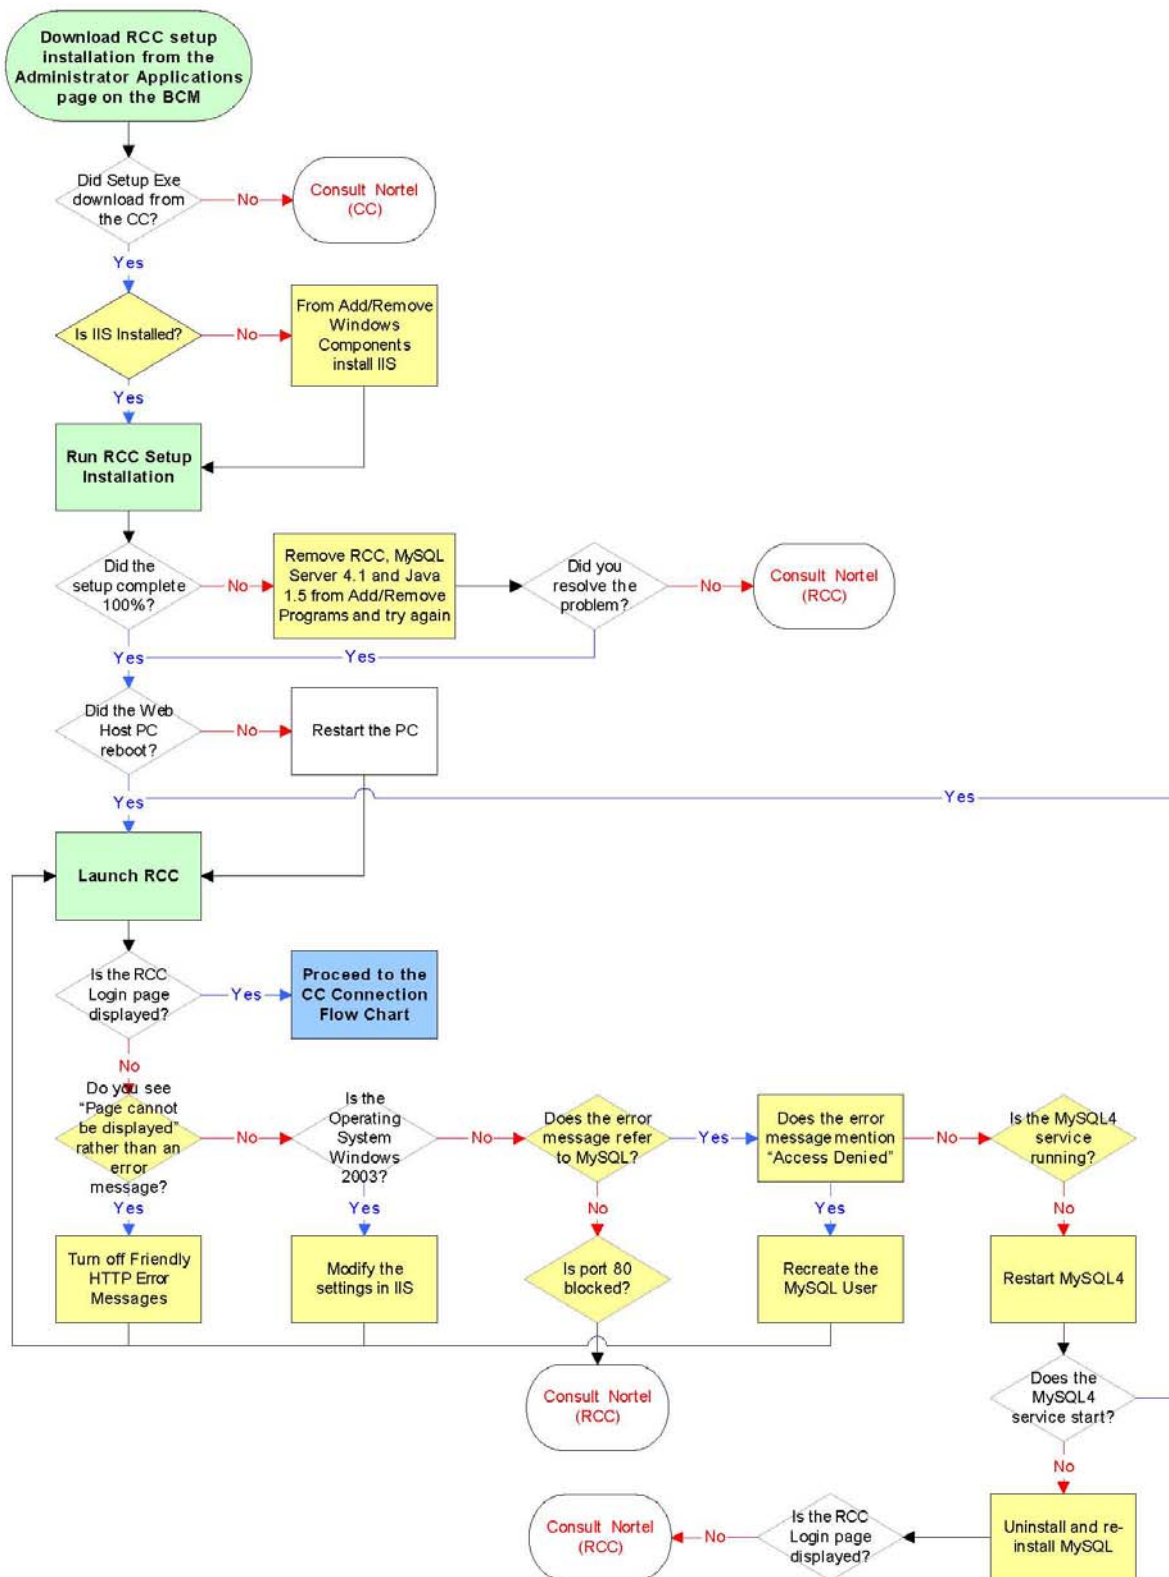 Download RCC setup
installation from the
Administrator Applications
page on the BCM
Did Setup Exe
download from
the CC?
No
Consult Nortel
(CC)
Yes
Is IIS Installed?
No
From Add/Remove
Windows
Components
install IIS
Yes
Run RCC Setup
Installation
Did the
setup complete
100%?
No
Remove RCC, MySQL
Server 4.1 and Java
1.5 from Add/Remove
Programs and try again
Did you
resolve the
problem?
No
Consult Nortel
(RCC)
Yes
Yes
Did the Web
Host PC
reboot?
No
Restart the PC
Yes
Yes
Launch RCC
Is the RCC
Login page
displayed?
Yes
Proceed to the
CC Connection
Flow Chart
No
Do you see
“Page cannot
be displayed”
rather than an
error
message?
No
Is the
Operating
System
Windows
2003?
No
Does the error
message refer
to MySQL?
Yes
Does the error
message mention
“Access Denied”
No
Is the MySQL4
service
running?
Yes
Yes
No
Yes
No
Turn off Friendly
HTTP Error
Messages
Modify the
settings in IIS
Is port 80
blocked?
Recreate the
MySQL User
Restart MySQL4
Consult Nortel
(RCC)
Does the
MySQL4
service start?
No
Consult Nortel
(RCC)
No
Is the RCC
Login page
displayed?
Uninstall and re-
install MySQL